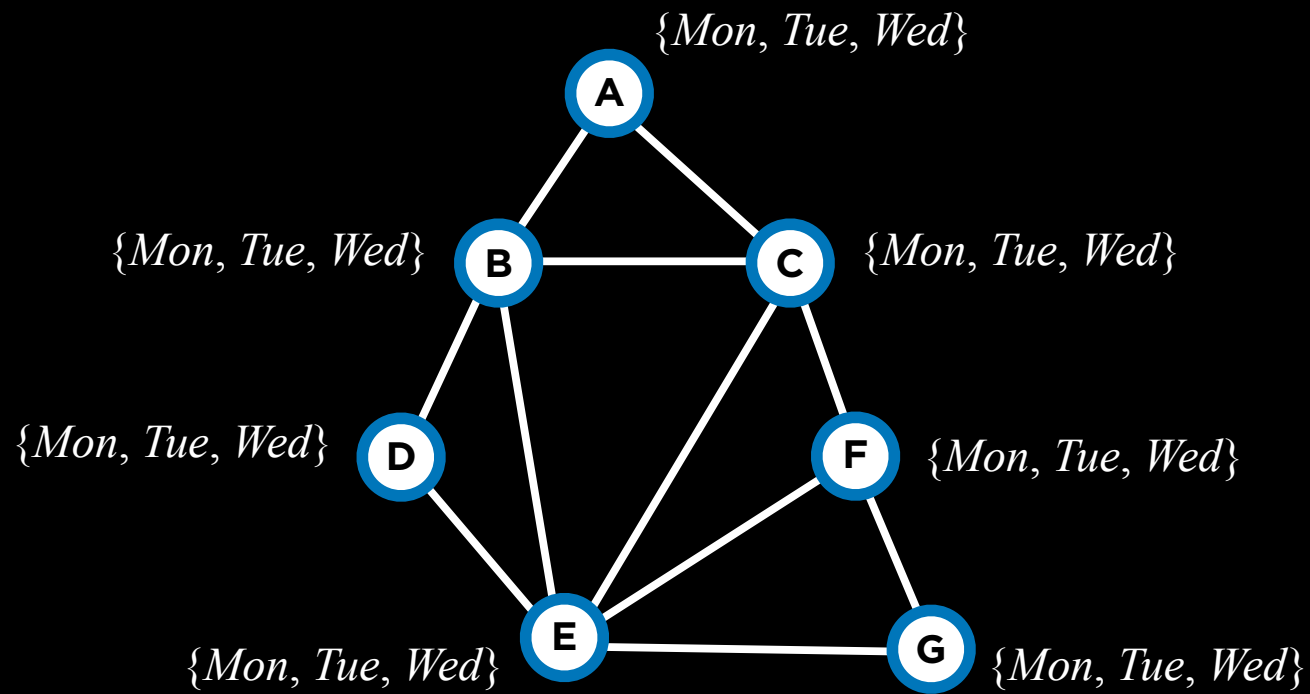 {Mon, Tue, Wed}
A
{Mon, Tue, Wed}
B
C
{Mon, Tue, Wed}
{Mon, Tue, Wed}
D
F
{Mon, Tue, Wed}
{Mon, Tue, Wed}
E
G
{Mon, Tue, Wed}